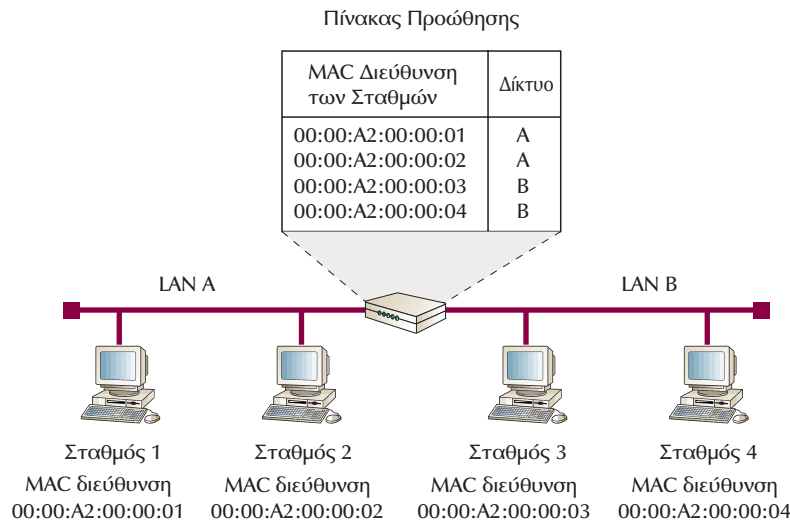 Πίνακας Προώθησης
MAC Διεύθυνση
των Σταθμών
Δίκτυο
00:00:A2:00:00:01 A
00:00:A2:00:00:02 A
00:00:A2:00:00:03 B
00:00:A2:00:00:04 B
LAN A
LAN B
Σταθμός 1
MAC διεύθυνση
00:00:A2:00:00:01
Σταθμός 2
MAC διεύθυνση
00:00:A2:00:00:02
Σταθμός 3
MAC διεύθυνση
00:00:A2:00:00:03
Σταθμός 4
MAC διεύθυνση
00:00:A2:00:00:04